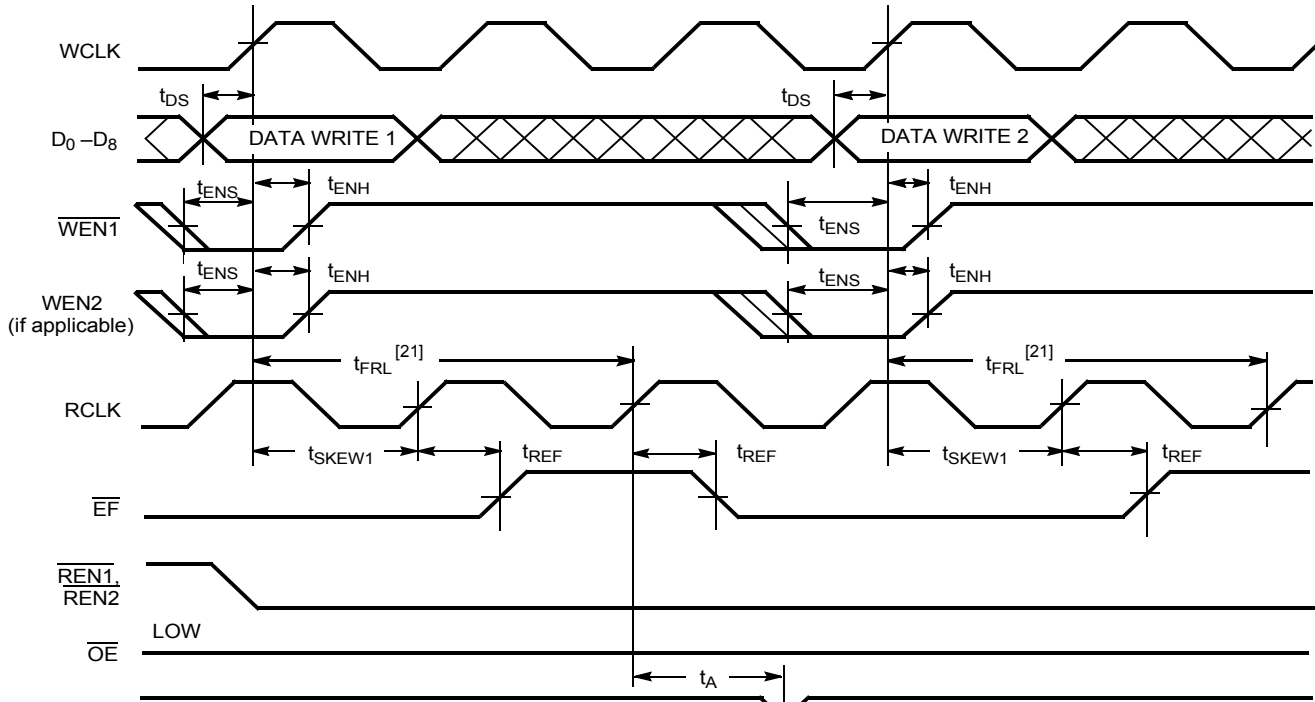 WCLK
tDS tDS
D0 –D8 DATA WRITE 1 DATA WRITE 2
tENS tENH tENH
WEN1 tENS
tENS tENH tENH
WEN2 tENS
(if applicable)
tFRL [21] tFRL [21]
RCLK
tSKEW1 tREF tREF tSKEW1 tREF
EF
REN1,
REN2
LOW
OE
tA